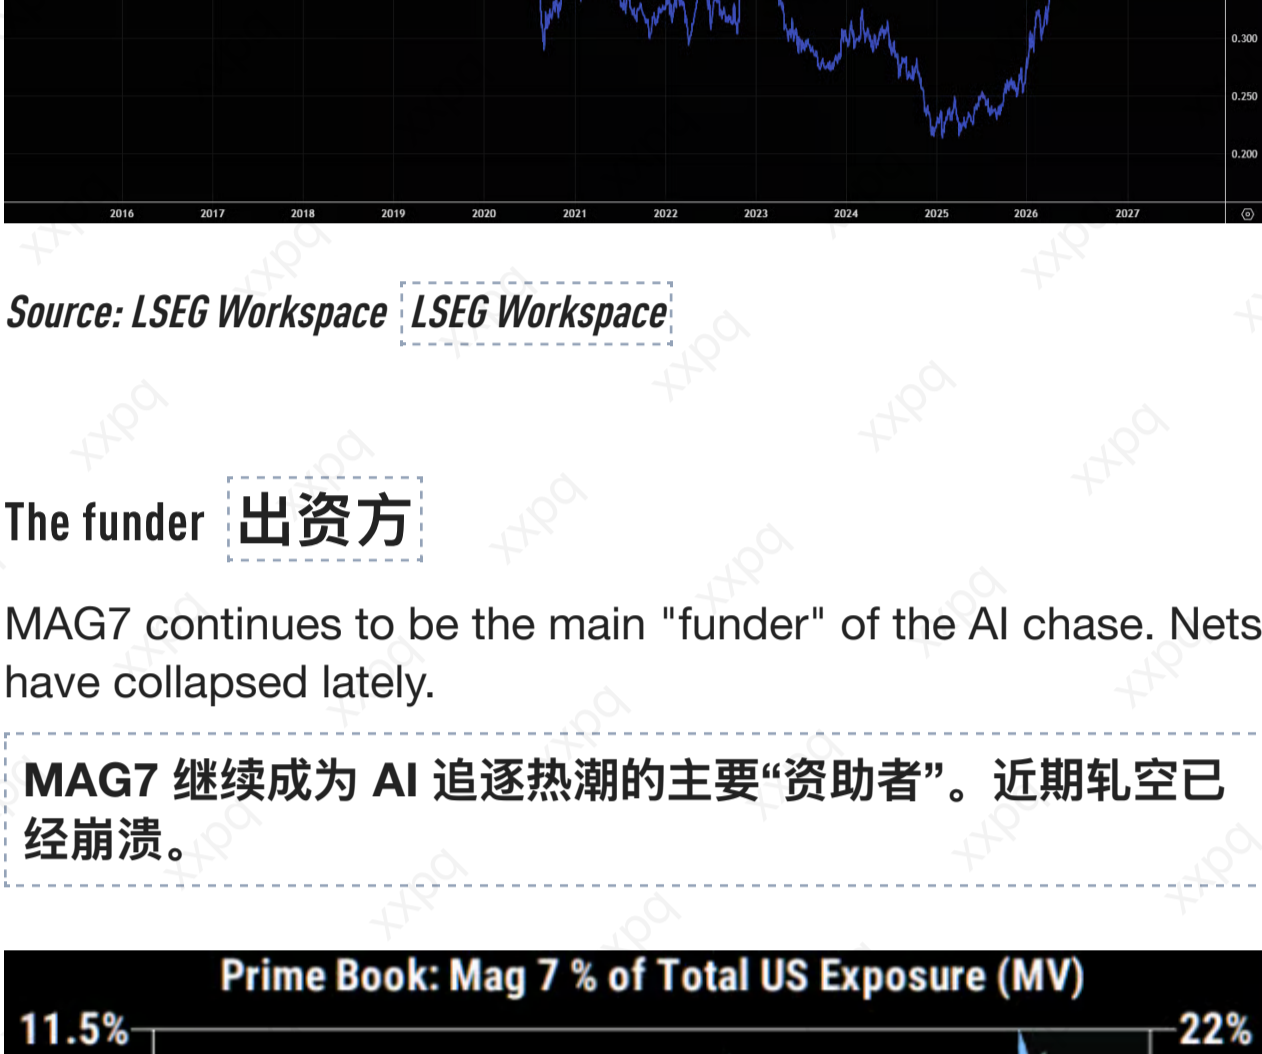 0.300
0.250
0.200
2016 2017 2018 2019 2020 2021 2022 2023 2024 2025 2026 2027
Source: LSEG Workspace LSEG Workspace
The funder 出资方
MAG7 continues to be the main "funder" of the AI chase. Nets
have collapsed lately.
MAG7 继续成为 AI 追逐热潮的主要“资助者”。近期轧空已
经崩溃。
Prime Book: Mag 7 % of Total US Exposure (MV)
11.5% 22%
xxpq